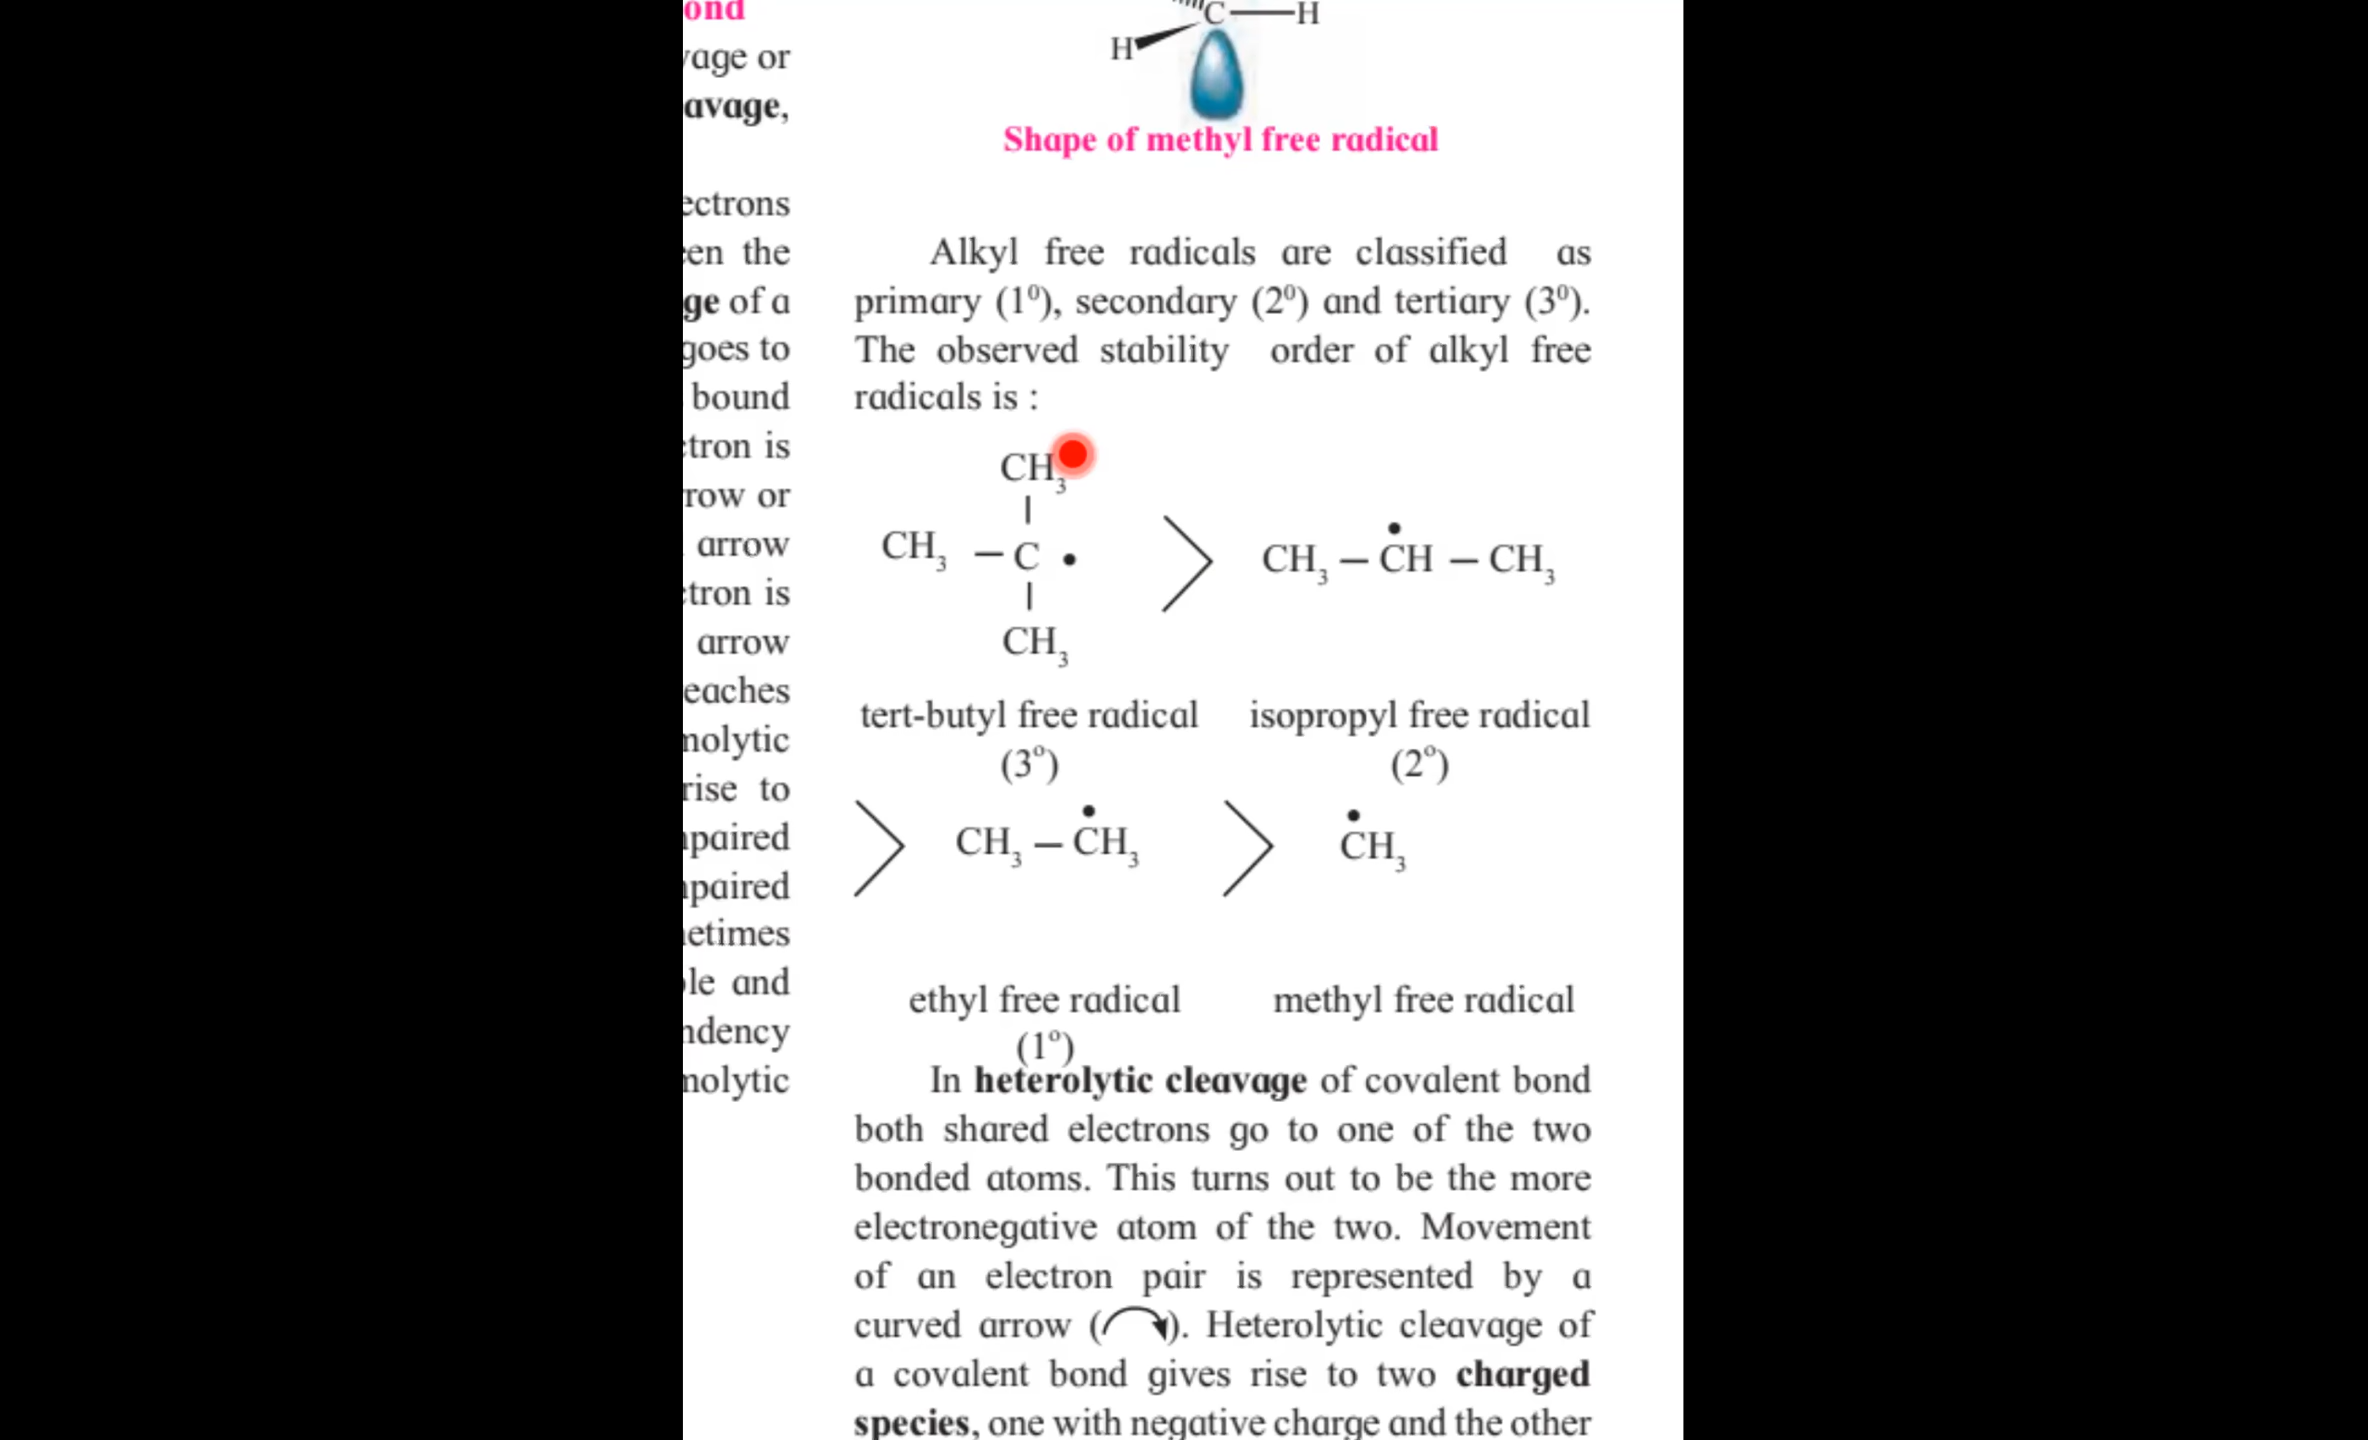 ond
age or
avage,
ectrons
en the
ge of a
goes to
bound
tron is
row or
arrow
tron is
arrow
eaches
nolytic
rise to
paired
paired
etimes
le and
ndency
nolytic
C—H
H
Shape of methyl free radical
Alkyl free radicals are classified as
primary (1⁰), secondary (2⁰) and tertiary (3⁰).
The observed stability order of alkyl free
radicals is :
CH₃
|
CH₃ – C • > CH₃ – ĊH – CH₃
|
CH₃
tert-butyl free radical isopropyl free radical
(3°) (2°)
> CH₃ – ĊH₃ > ĊH₃
ethyl free radical methyl free radical
(1°)
In heterolytic cleavage of covalent bond
both shared electrons go to one of the two
bonded atoms. This turns out to be the more
electronegative atom of the two. Movement
of an electron pair is represented by a
curved arrow (⤵). Heterolytic cleavage of
a covalent bond gives rise to two charged
species, one with negative charge and the other